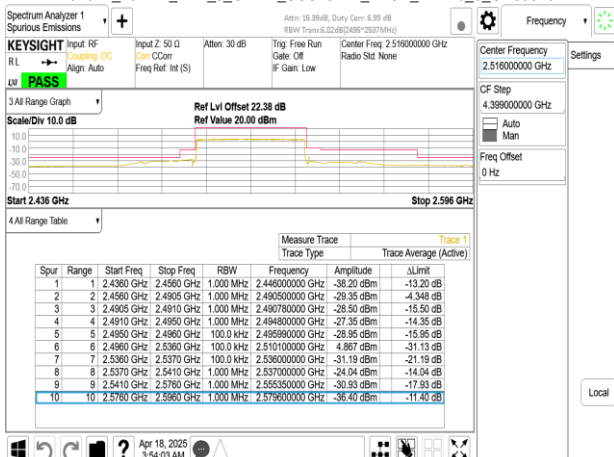 Spectrum Analyzer 1
Spurious Emissions
Attn: 15.39dB, Duty Corr: 6.99 dB
RBW Trans:6.02dB(2495~2537MHz)
Frequency
KEYSIGHT Input: RF Input Z: 50 Ω Atten: 30 dB Trig: Free Run Center Freq: 2.516000000 GHz
RL Coupling: DC Corr CCorr Gate: Off Radio Std: None
Align: Auto Freq Ref: Int (S) IF Gain: Low
PASS
Center Frequency
2.516000000 GHz
Settings
CF Step
4.399000000 GHz
Auto
Man
Freq Offset
0 Hz
3 All Range Graph
Ref Lvl Offset 22.38 dB
Scale/Div 10.0 dB Ref Value 20.00 dBm
10.0
-10.0
-30.0
-50.0
-70.0
Start 2.436 GHz Stop 2.596 GHz
4 All Range Table
Measure Trace Trace 1
Trace Type Trace Average (Active)
Spur Range Start Freq Stop Freq RBW Frequency Amplitude ΔLimit
1 1 2.4360 GHz 2.4560 GHz 1.000 MHz 2.446000000 GHz -38.20 dBm -13.20 dB
2 2 2.4560 GHz 2.4905 GHz 1.000 MHz 2.490500000 GHz -29.35 dBm -4.348 dB
3 3 2.4905 GHz 2.4910 GHz 1.000 MHz 2.490780000 GHz -28.50 dBm -15.50 dB
4 4 2.4910 GHz 2.4950 GHz 1.000 MHz 2.494800000 GHz -27.35 dBm -14.35 dB
5 5 2.4950 GHz 2.4960 GHz 100.0 kHz 2.495990000 GHz -28.95 dBm -15.95 dB
6 6 2.4960 GHz 2.5360 GHz 100.0 kHz 2.510100000 GHz 4.867 dBm -31.13 dB
7 7 2.5360 GHz 2.5370 GHz 100.0 kHz 2.536000000 GHz -31.19 dBm -21.19 dB
8 8 2.5370 GHz 2.5410 GHz 1.000 MHz 2.537000000 GHz -24.04 dBm -14.04 dB
9 9 2.5410 GHz 2.5760 GHz 1.000 MHz 2.555350000 GHz -30.93 dBm -17.93 dB
10 10 2.5760 GHz 2.5960 GHz 1.000 MHz 2.579600000 GHz -36.40 dBm -11.40 dB
Local
Apr 18, 2025
3:54:03 AM